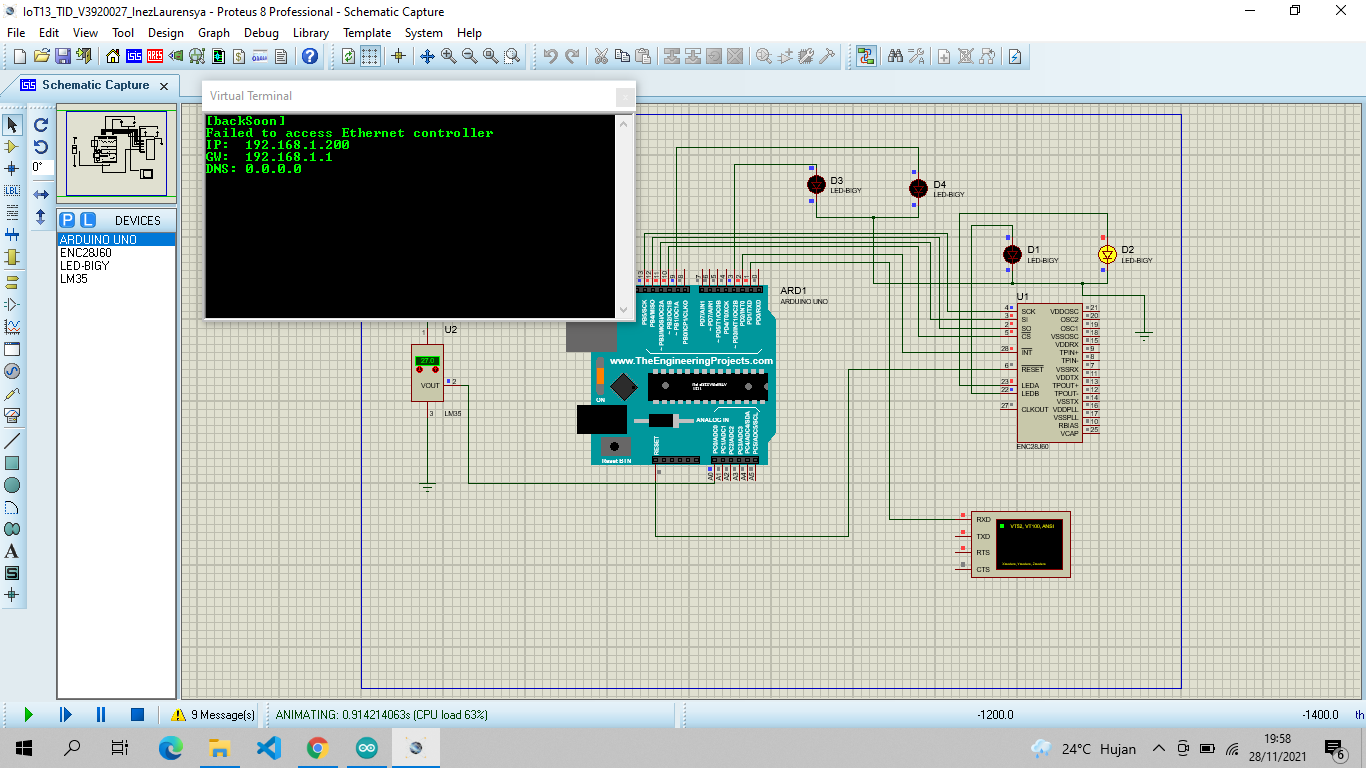 IoT13_TID_V3920027_InezLaurensya - Proteus 8 Professional - Schematic Capture
File Edit View Tool Design Graph Debug Library Template System Help
Schematic Capture
Virtual Terminal
[backSoon]
Failed to access Ethernet controller
IP: 192.168.1.200
GW: 192.168.1.1
DNS: 0.0.0.0
0°
LBL
P L DEVICES
ARDUINO UNO
ENC28J60
LED-BIGY
LM35
D3
LED-BIGY
D4
LED-BIGY
D1
LED-BIGY
D2
LED-BIGY
ARD1
ARDUINO UNO
www.TheEngineeringProjects.com
ON
ANALOG IN
RESET
Reset BTN
A0 A1 A2 A3 A4 A5
U2
1
27.0
VOUT
2
3
LM35
U1
4 SCK VDDOSC 21
3 SI OSC2 20
2 SO OSC1 19
5 CS VSSOSC 18
VDDRX 15
28 INT TPIN+ 9
TPIN- 8
6 RESET VSSRX 7
VDDTX 11
23 LEDA TPOUT+ 13
22 LEDB TPOUT- 12
VSSTX 14
27 CLKOUT VDDPLL 16
VSSPLL 17
RBIAS 10
VCAP 25
ENC28J60
RXD
TXD
RTS
CTS
VT52, VT100, ANSI
9 Message(s)
ANIMATING: 0.914214063s (CPU load 63%)
-1200.0
-1400.0
th
24°C Hujan
19:58
28/11/2021
6